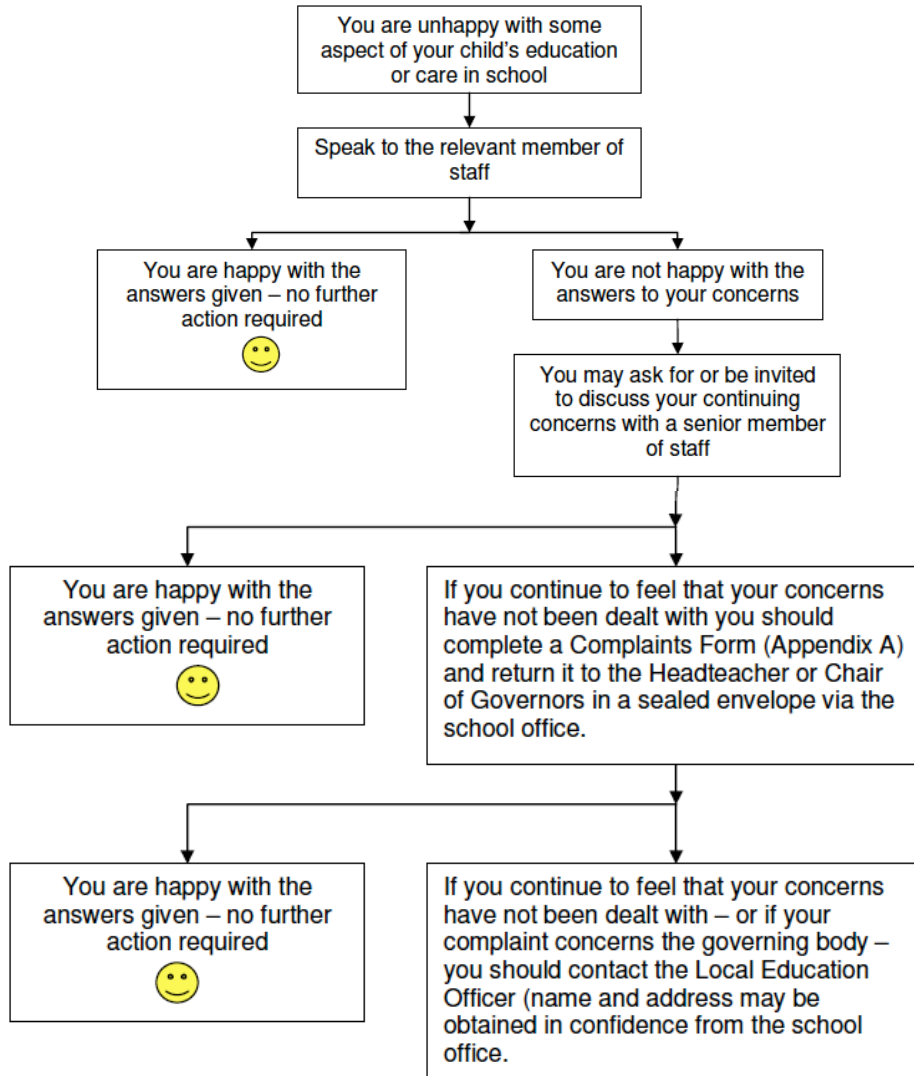 You are unhappy with some
aspect of your child's education
or care in school
Speak to the relevant member of
staff
You are happy with the
answers given – no further
action required
You are not happy with the
answers to your concerns
You may ask for or be invited
to discuss your continuing
concerns with a senior member
of staff
You are happy with the
answers given – no further
action required
If you continue to feel that your concerns
have not been dealt with you should
complete a Complaints Form (Appendix A)
and return it to the Headteacher or Chair
of Governors in a sealed envelope via the
school office.
You are happy with the
answers given – no further
action required
If you continue to feel that your concerns
have not been dealt with – or if your
complaint concerns the governing body –
you should contact the Local Education
Officer (name and address may be
obtained in confidence from the school
office.